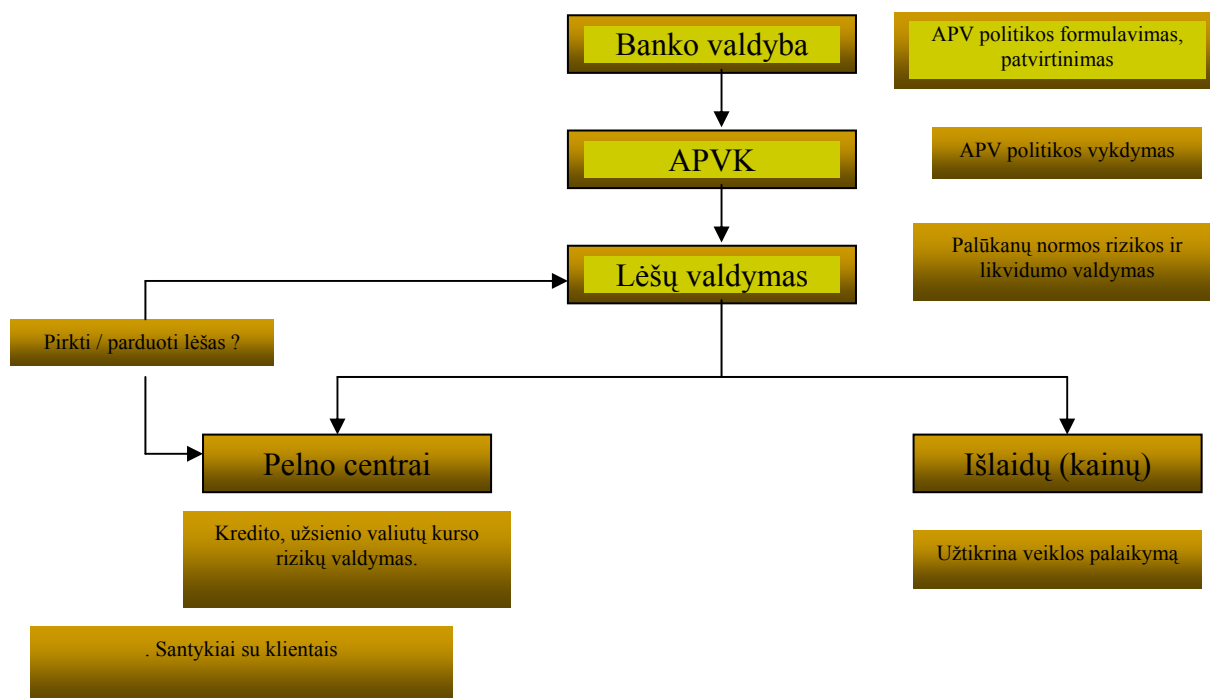 Banko valdyba
APV politikos formulavimas,
patvirtinimas
APVK
APV politikos vykdymas
Lėšų valdymas
Palūkanų normos rizikos ir
likvidumo valdymas
Pirkti / parduoti lėšas ?
Pelno centrai
Išlaidų (kainų)
Kredito, užsienio valiutų kurso
rizikų valdymas.
Užtikrina veiklos palaikymą
. Santykiai su klientais